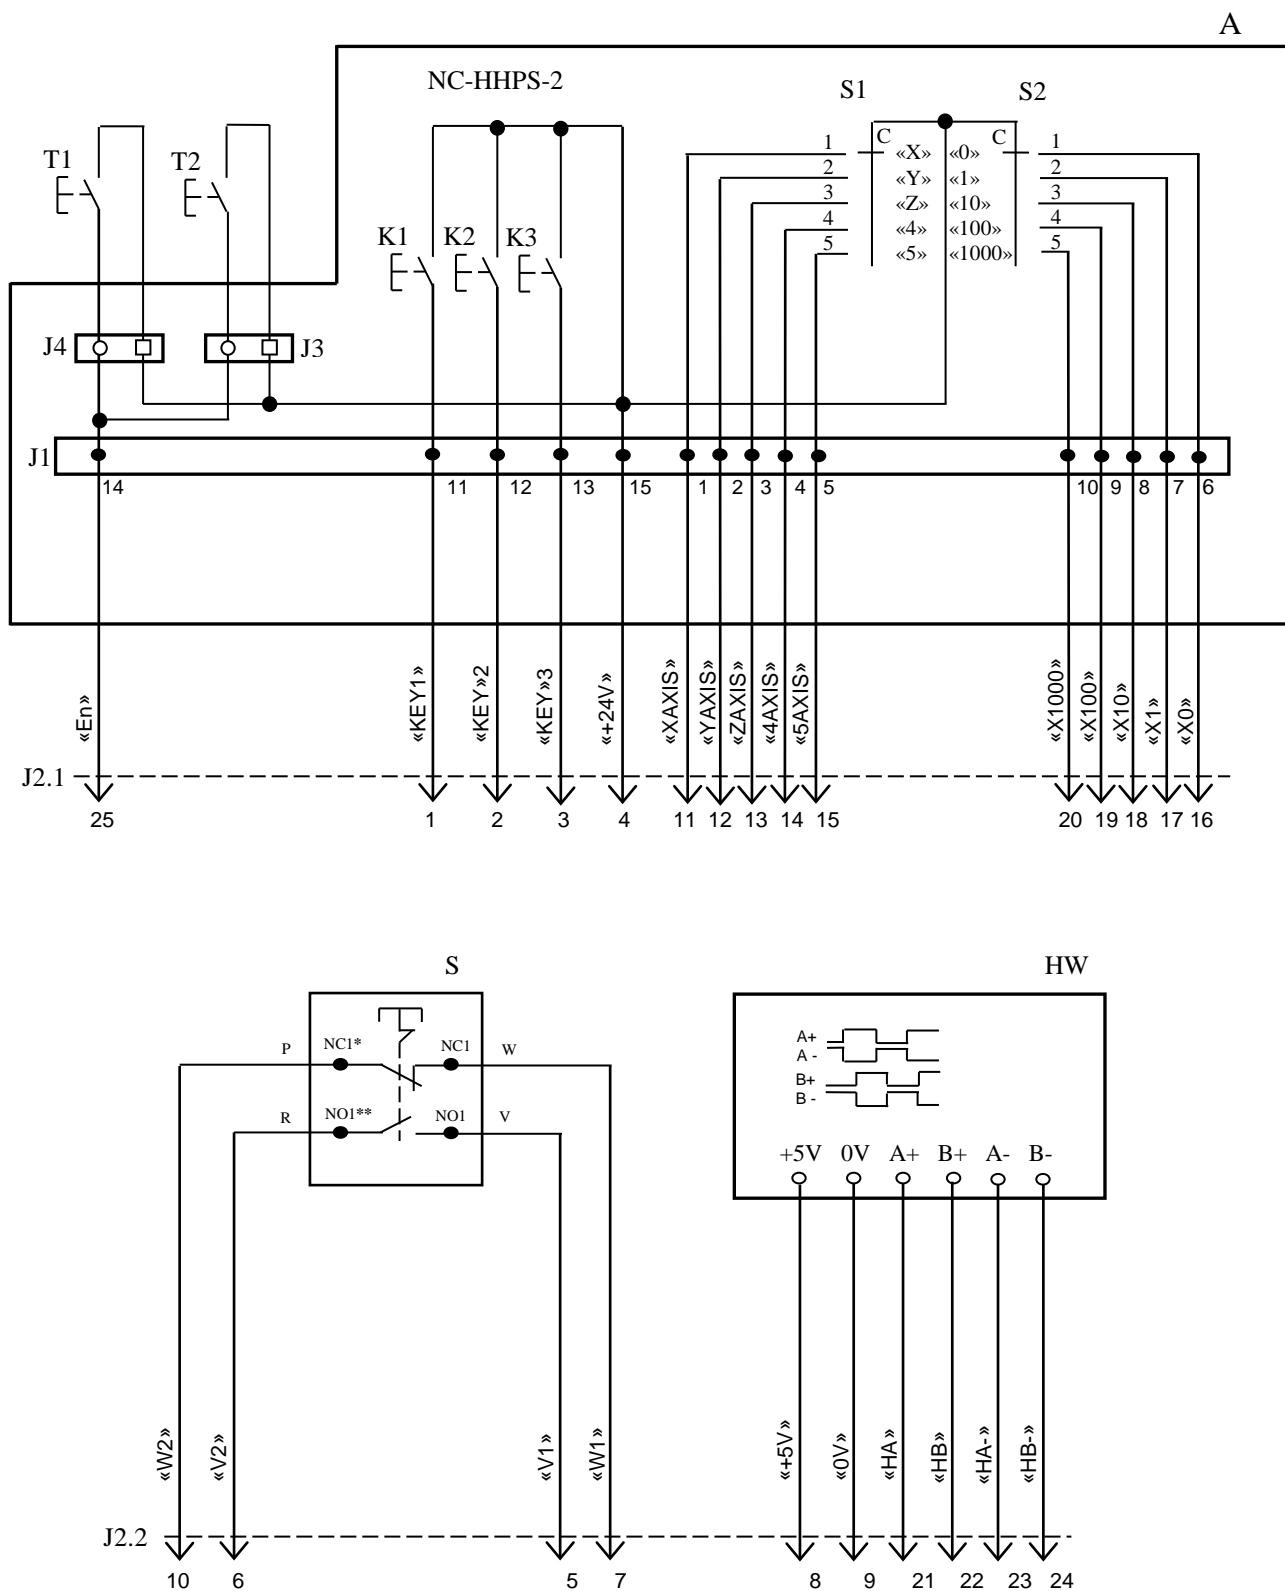 A
NC-HHPS-2
S1 S2
T1 T2
1 C «X» «0» C 1
2 «Y» «1» 2
3 «Z» «10» 3
4 «4» «100» 4
5 «5» «1000» 5
K1 K2 K3
J4 J3
J1
14 11 12 13 15 1 2 3 4 5 10 9 8 7 6
«En» «KEY1» «KEY»2 «KEY»3 «+24V» «XAXIS» «YAXIS» «ZAXIS» «4AXIS» «5AXIS» «X1000» «X100» «X10» «X1» «X0»
J2.1
25 1 2 3 4 11 12 13 14 15 20 19 18 17 16
S HW
P NC1* NC1 W
R NO1** NO1 V
A+
A -
B+
B -
+5V 0V A+ B+ A- B-
«W2» «V2» «V1» «W1» «+5V» «0V» «HA» «HB» «HA-» «HB-»
J2.2
10 6 5 7 8 9 21 22 23 24